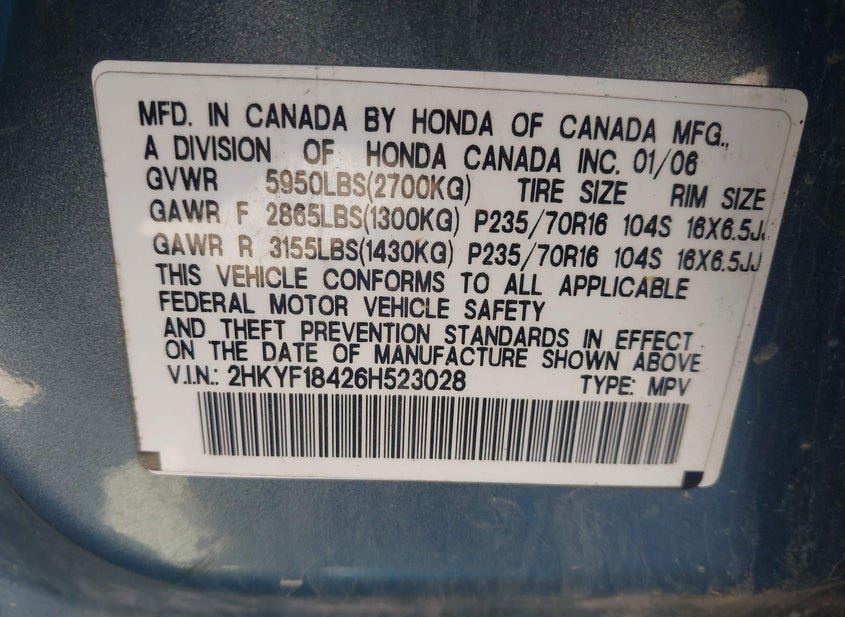 MFD. IN CANADA BY HONDA OF CANADA MFG.,
A DIVISION OF HONDA CANADA INC. 01/06
GVWR 5950LBS(2700KG) TIRE SIZE RIM SIZE
GAWR F 2865LBS(1300KG) P235/70R16 104S 16X6.5JJ
GAWR R 3155LBS(1430KG) P235/70R16 104S 16X6.5JJ
THIS VEHICLE CONFORMS TO ALL APPLICABLE
FEDERAL MOTOR VEHICLE SAFETY
AND THEFT PREVENTION STANDARDS IN EFFECT
ON THE DATE OF MANUFACTURE SHOWN ABOVE
V.I.N.: 2HKYF18426H523028 TYPE: MPV